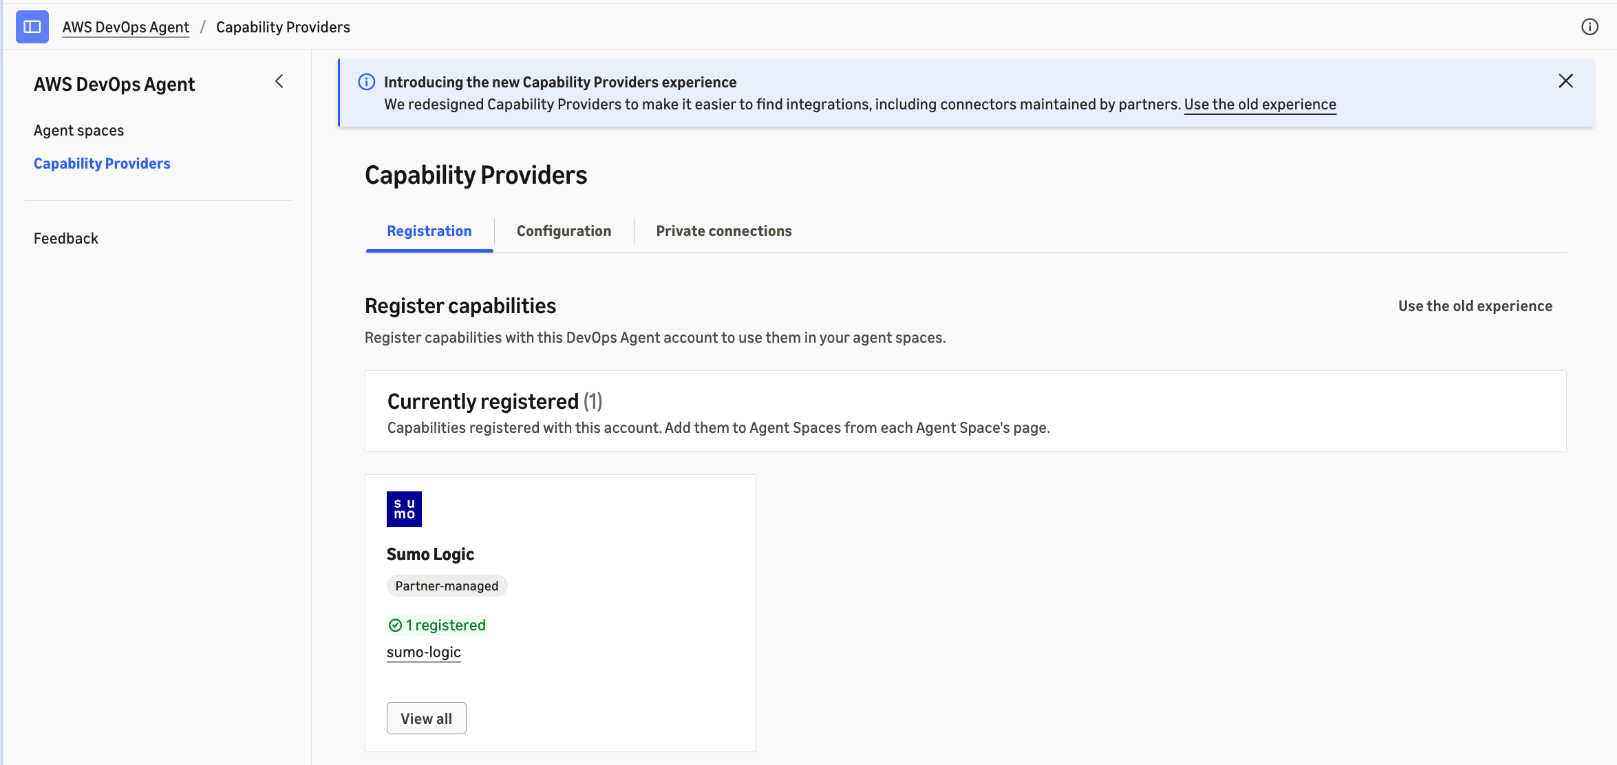 AWS DevOps Agent / Capability Providers
AWS DevOps Agent
Agent spaces
Capability Providers
Feedback
Introducing the new Capability Providers experience
We redesigned Capability Providers to make it easier to find integrations, including connectors maintained by partners. Use the old experience
Capability Providers
Registration
Configuration
Private connections
Register capabilities
Use the old experience
Register capabilities with this DevOps Agent account to use them in your agent spaces.
Currently registered (1)
Capabilities registered with this account. Add them to Agent Spaces from each Agent Space's page.
su
mo
Sumo Logic
Partner-managed
1 registered
sumo-logic
View all